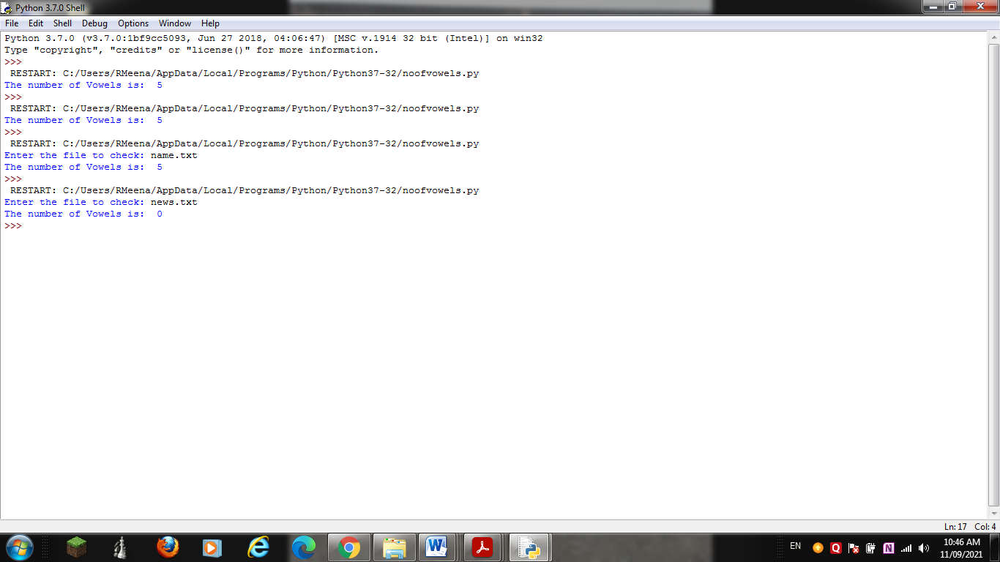 Python 3.7.0 Shell
File Edit Shell Debug Options Window Help
Python 3.7.0 (v3.7.0:1bf9cc5093, Jun 27 2018, 04:06:47) [MSC v.1914 32 bit (Intel)] on win32
Type "copyright", "credits" or "license()" for more information.
>>>
 RESTART: C:/Users/RMeena/AppData/Local/Programs/Python/Python37-32/noofvowels.py
The number of Vowels is:  5
>>>
 RESTART: C:/Users/RMeena/AppData/Local/Programs/Python/Python37-32/noofvowels.py
The number of Vowels is:  5
>>>
 RESTART: C:/Users/RMeena/AppData/Local/Programs/Python/Python37-32/noofvowels.py
Enter the file to check: name.txt
The number of Vowels is:  5
>>>
 RESTART: C:/Users/RMeena/AppData/Local/Programs/Python/Python37-32/noofvowels.py
Enter the file to check: news.txt
The number of Vowels is:  0
>>>
Ln: 17 Col: 4
EN
10:46 AM
11/09/2021